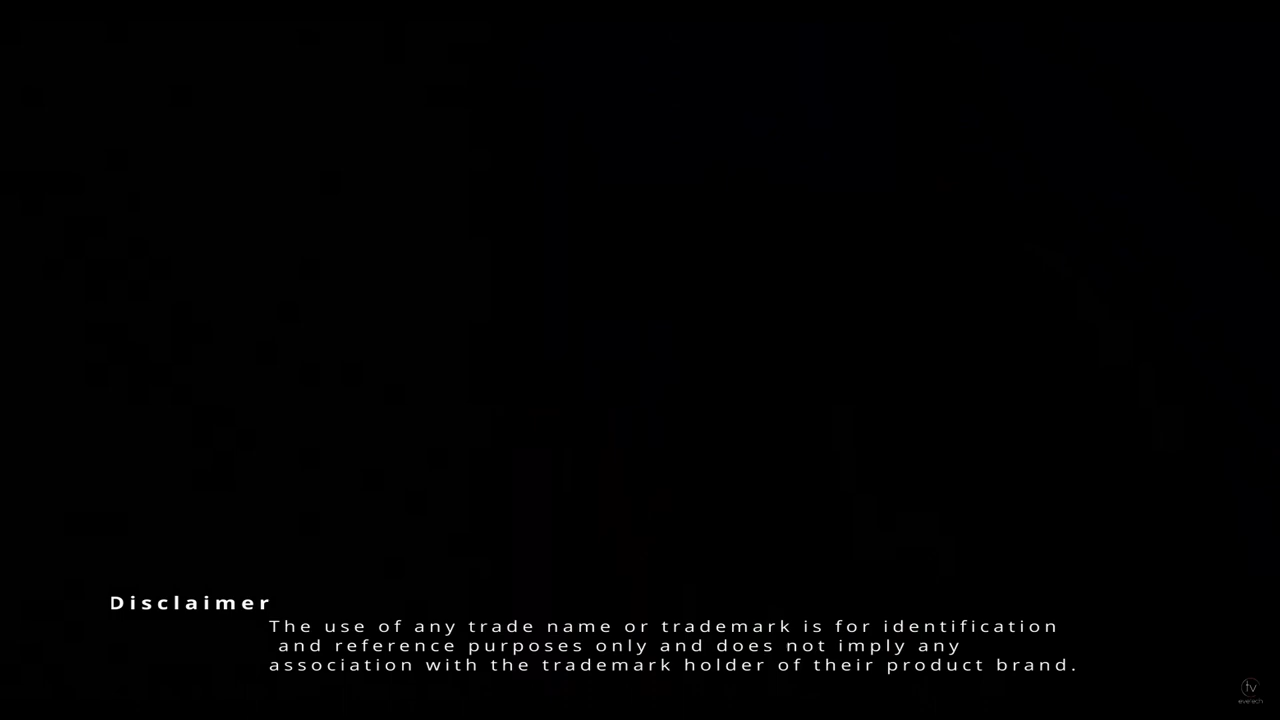 Disclaimer
The use of any trade name or trademark is for identification
and reference purposes only and does not imply any
association with the trademark holder of their product brand.
tv